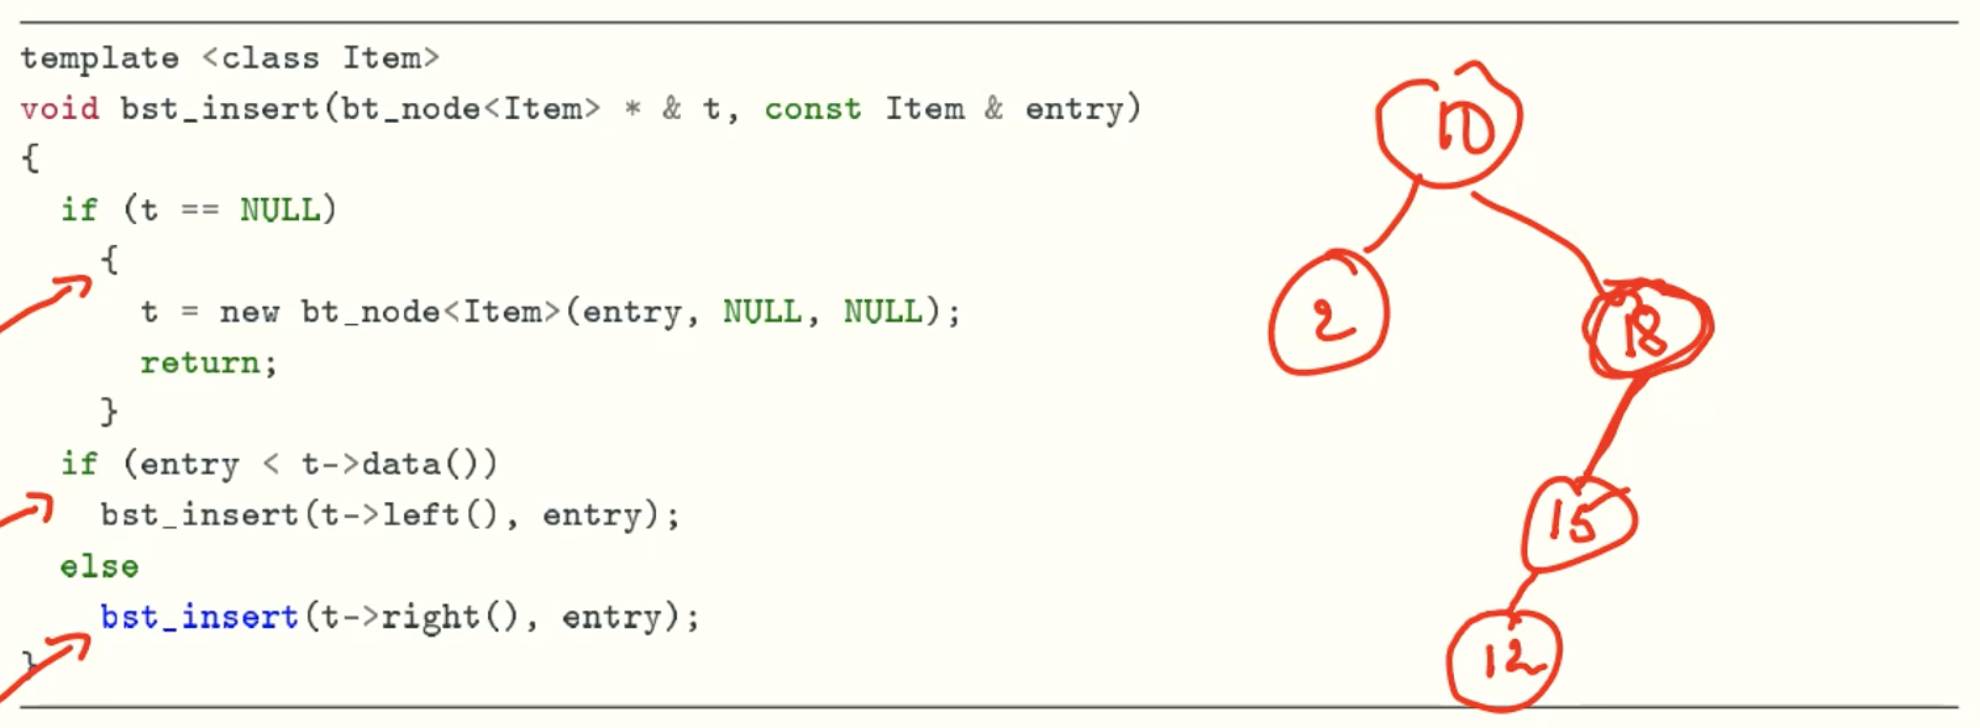 template <class Item>
void bst_insert(bt_node<Item> * & t, const Item & entry)
{
  if (t == NULL)
    {
      t = new bt_node<Item>(entry, NULL, NULL);
      return;
    }
  if (entry < t->data())
    bst_insert(t->left(), entry);
  else
    bst_insert(t->right(), entry);
}
10
2
18
15
12